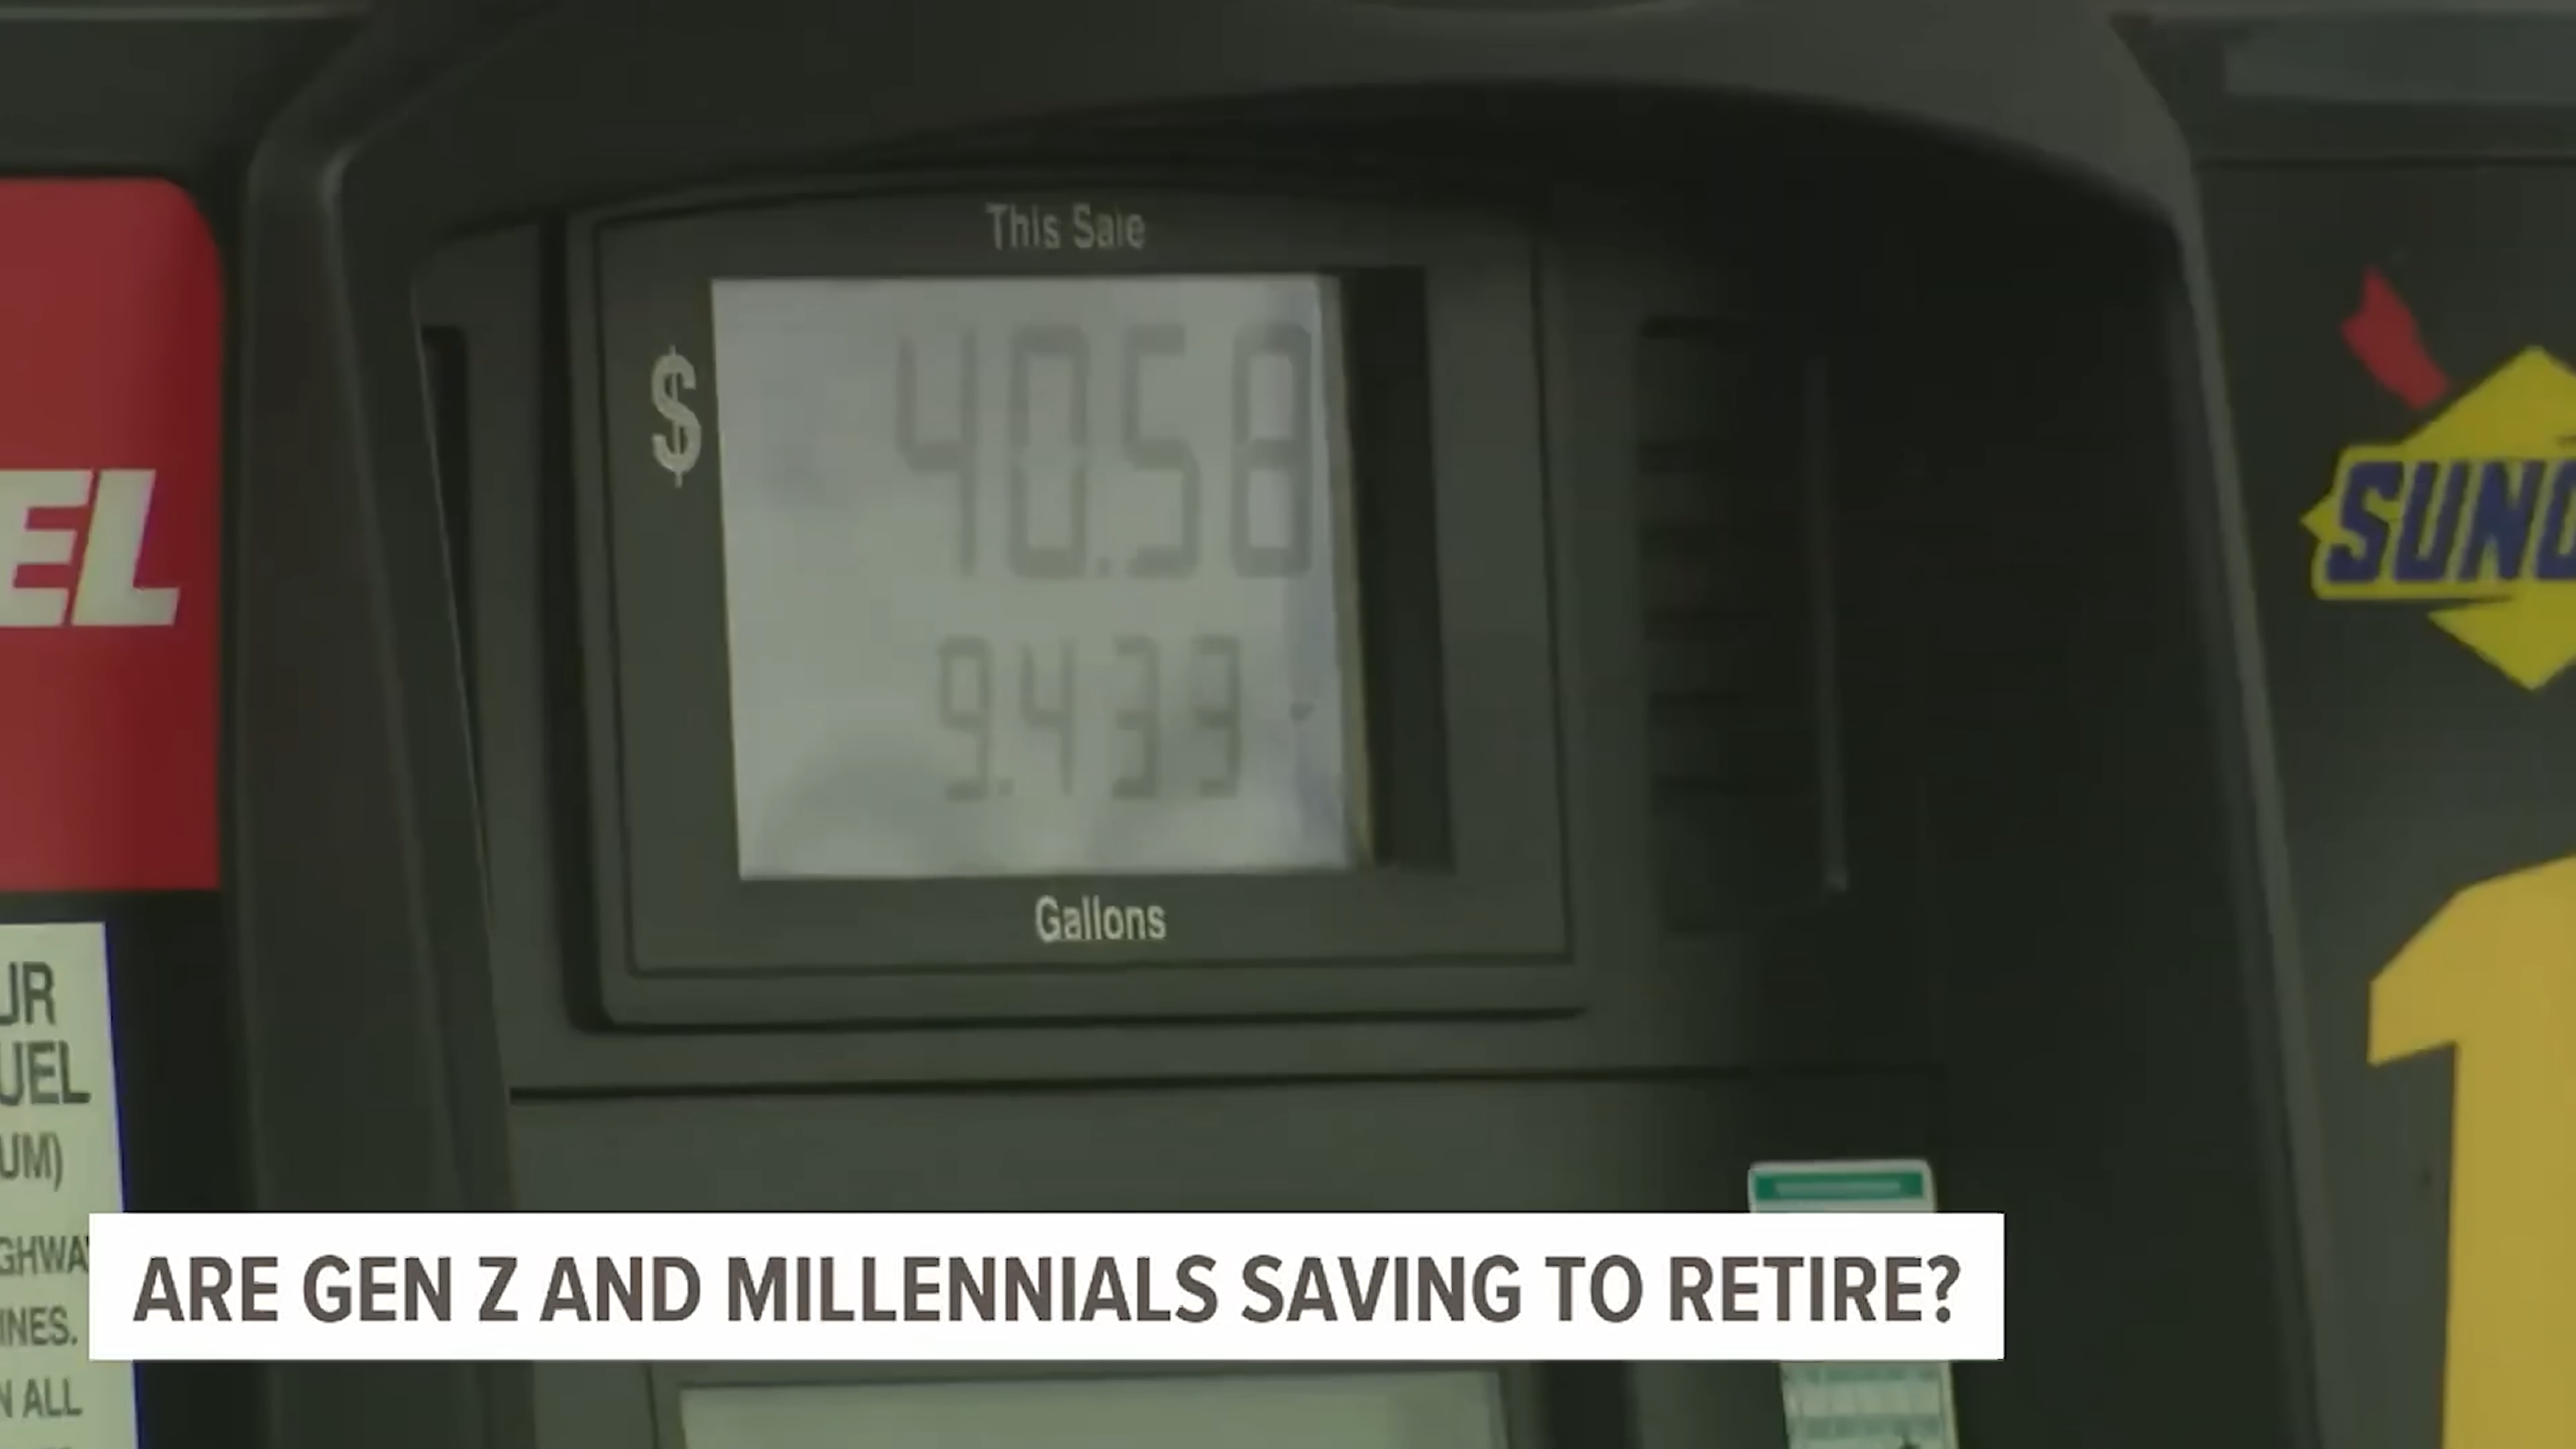 This Sale
$ 40.58
9.433
Gallons
EL
SUNO
1
UR
UEL
UM)
GHWA
INES.
N ALL
ARE GEN Z AND MILLENNIALS SAVING TO RETIRE?